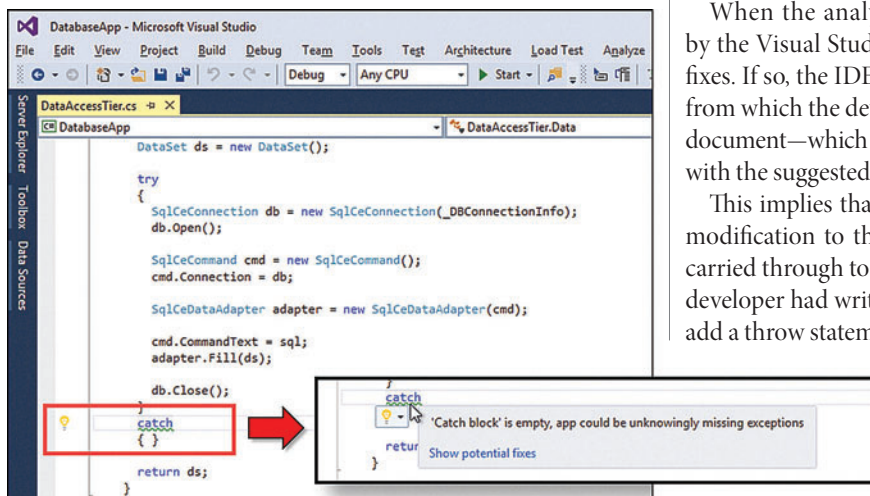 DatabaseApp - Microsoft Visual Studio
File Edit View Project Build Debug Team Tools Test Architecture Load Test Analyze
Debug Any CPU Start
Server Explorer
Toolbox
Data Sources
DataAccessTier.cs
C# DatabaseApp DataAccessTier.Data
DataSet ds = new DataSet();
try
{
SqlCeConnection db = new SqlCeConnection(_DBConnectionInfo);
db.Open();
SqlCeCommand cmd = new SqlCeCommand();
cmd.Connection = db;
SqlCeDataAdapter adapter = new SqlCeDataAdapter(cmd);
cmd.CommandText = sql;
adapter.Fill(ds);
db.Close();
}
catch
{ }
return ds;
}
}
catch
'Catch block' is empty, app could be unknowingly missing exceptions
Show potential fixes
retur
}
When the analy
by the Visual Stud
fixes. If so, the IDE
from which the de
document—which
with the suggested
This implies tha
modification to th
carried through to
developer had writ
add a throw statem